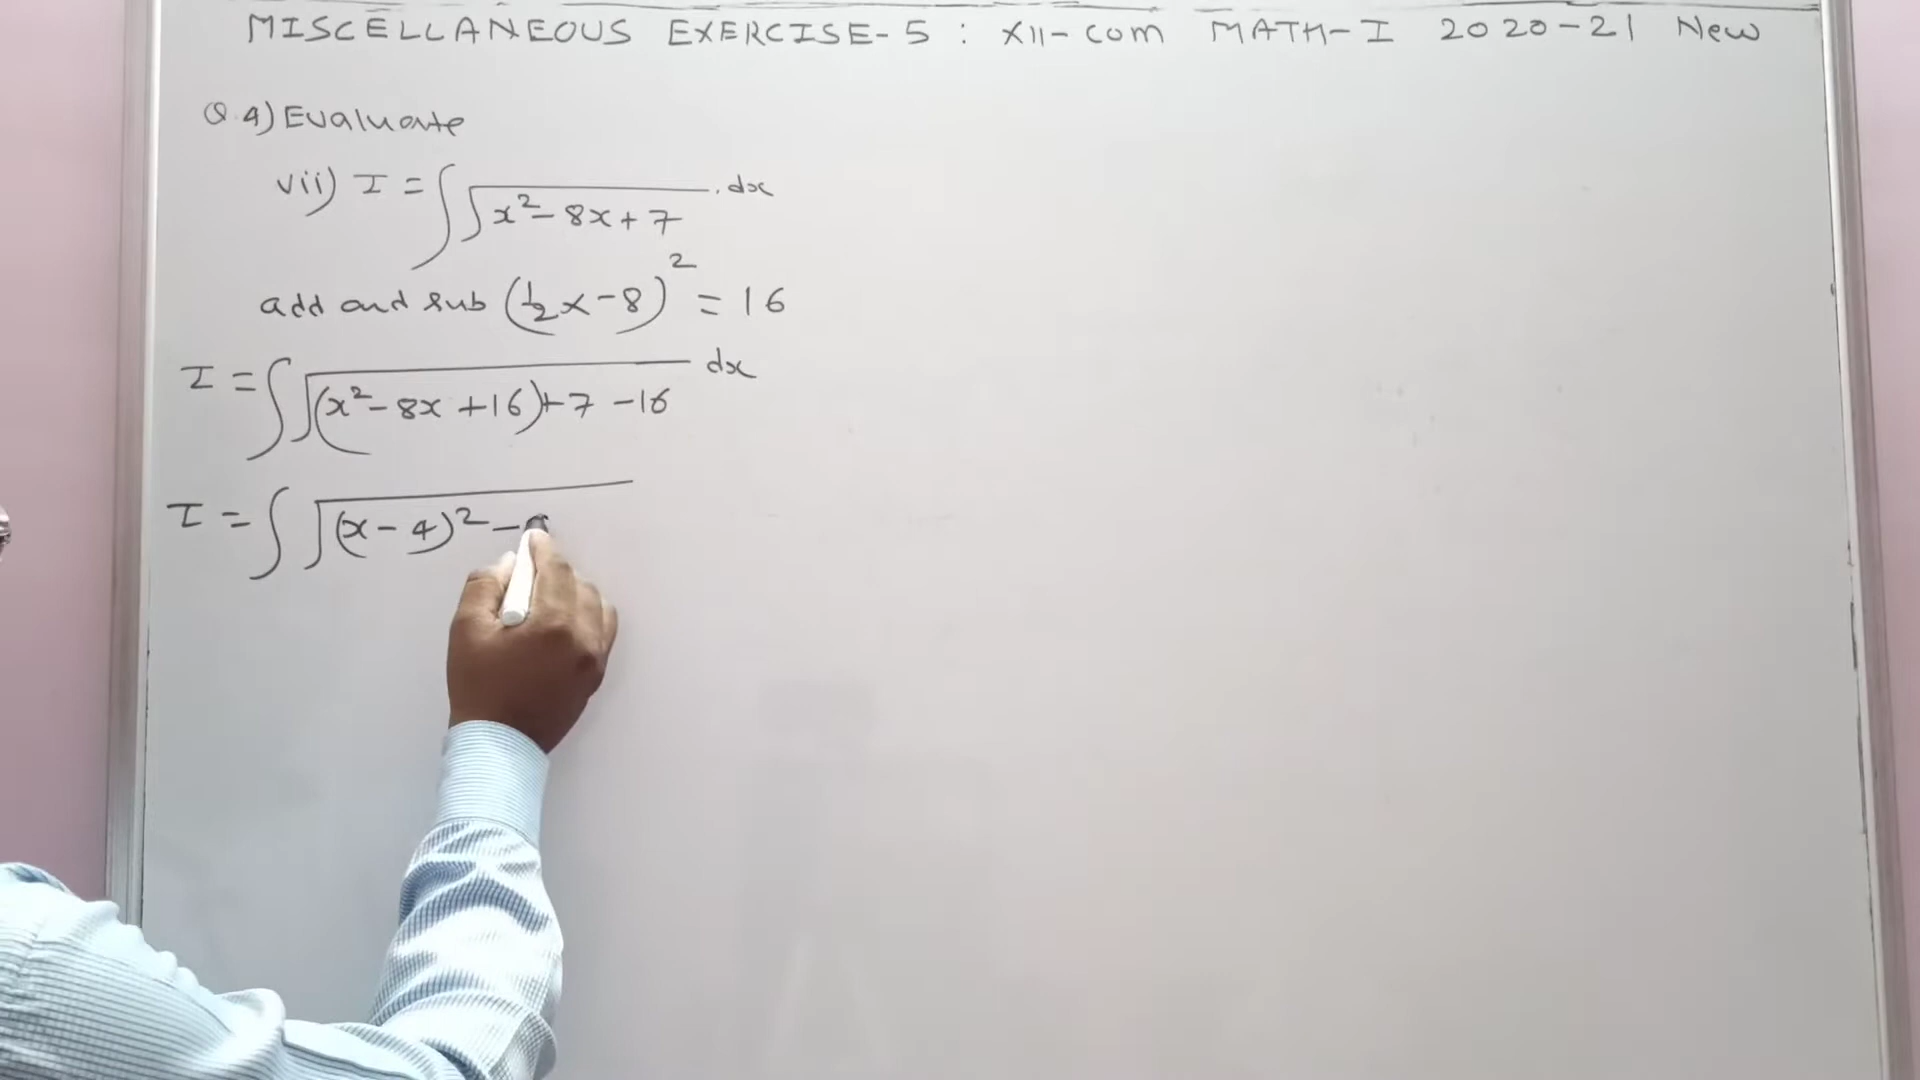 MISCELLANEOUS EXERCISE-5 : XII-COM MATH-I 2020-21 New
Q.4) Evaluate
vii) I = ∫√(x² - 8x + 7) . dx
add and sub (½ x -8)² = 16
I = ∫√((x² - 8x + 16) + 7 - 16) dx
I = ∫√((x - 4)² -